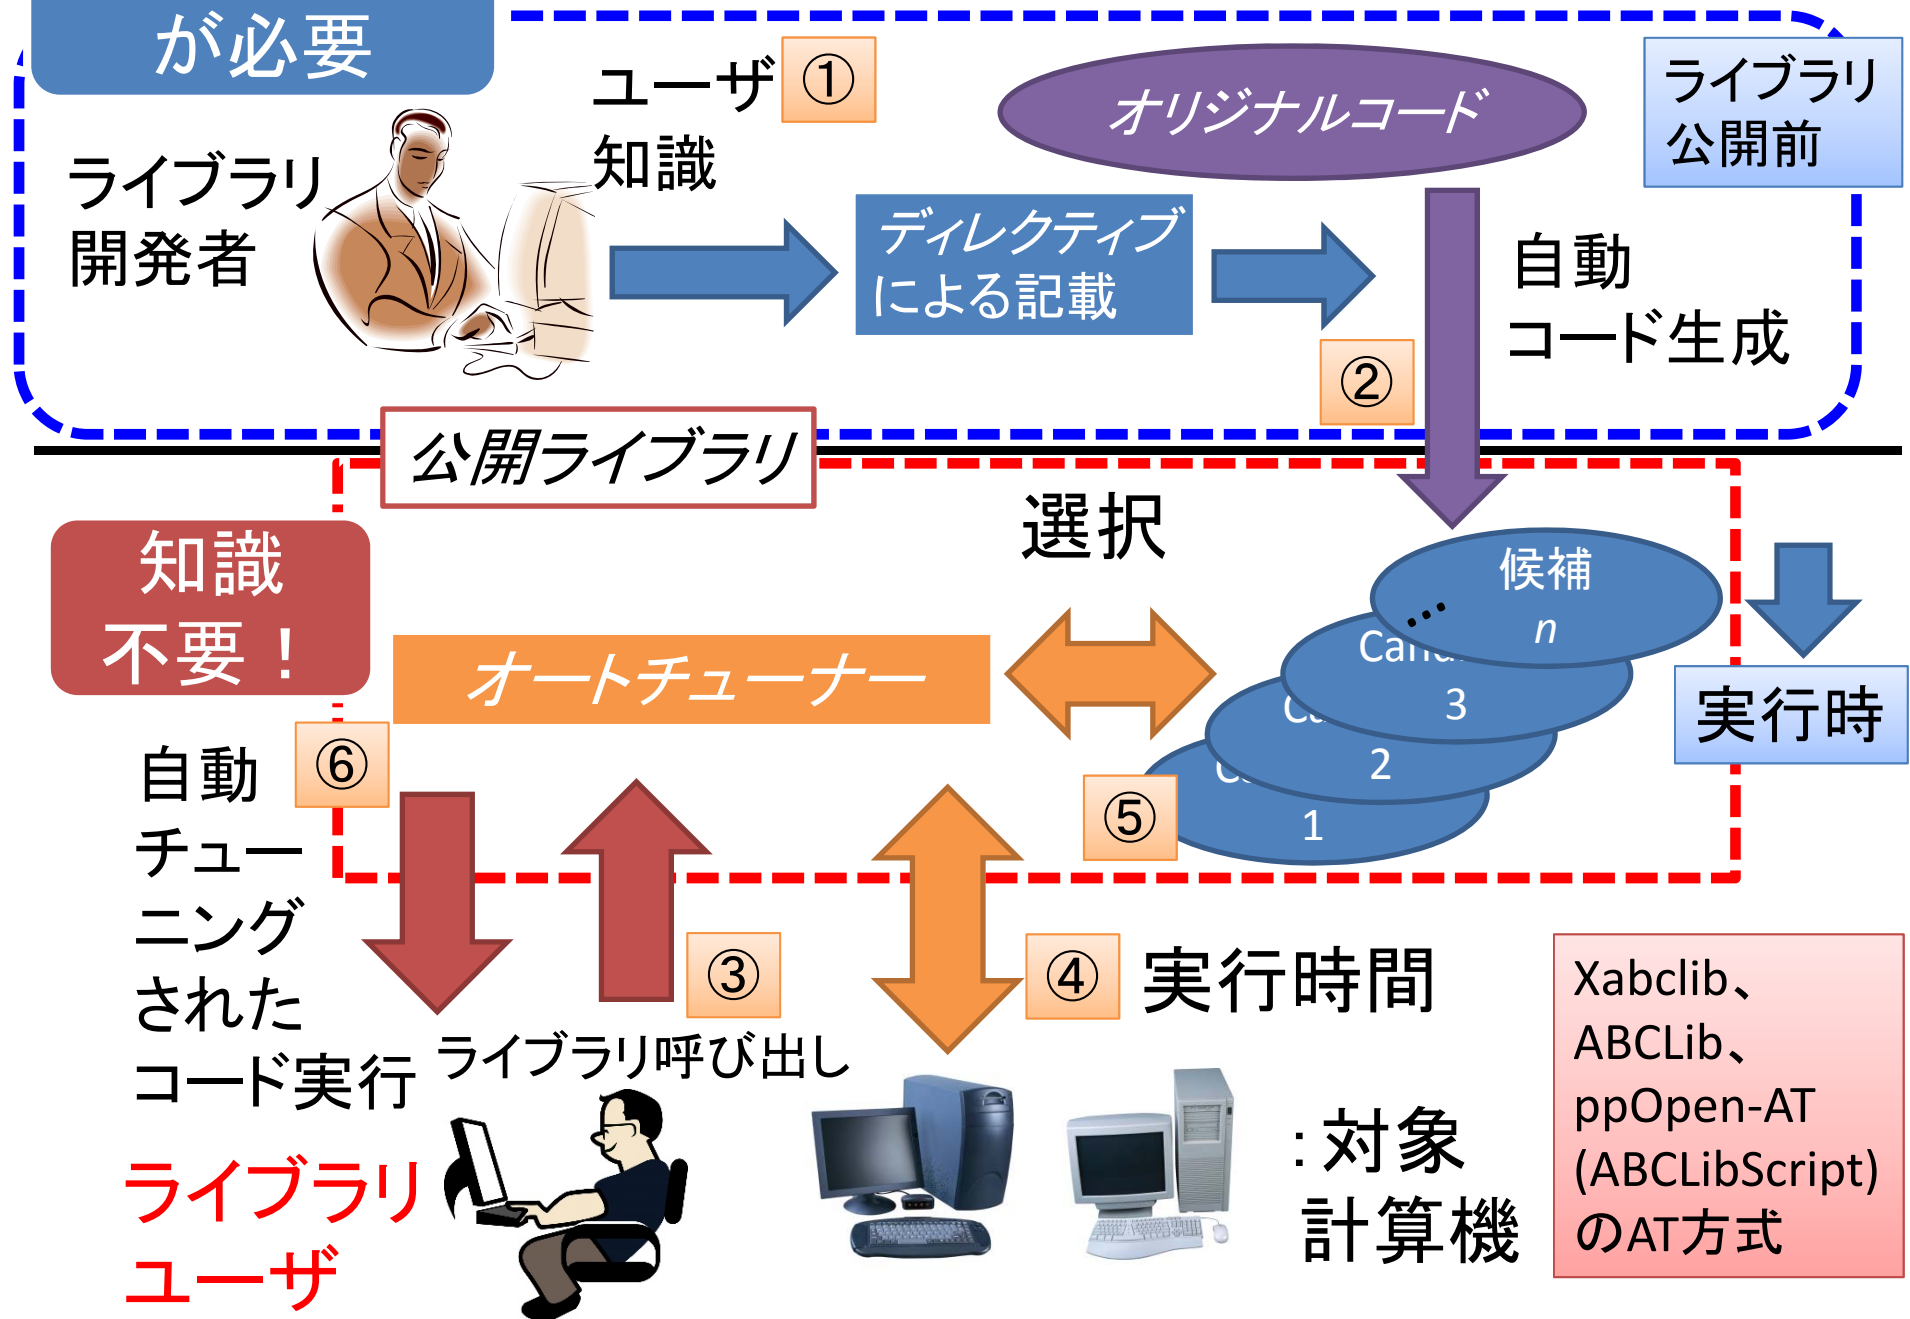 が必要
ユーザ
知識
①
オリジナルコード
ライブラリ
公開前
ライブラリ
開発者
ディレクティブ
による記載
自動
コード生成
②
公開ライブラリ
選択
知識
不要！
候補
n
…
3
2
1
オートチューナー
実行時
⑥
⑤
自動
チュー
ニング
された
コード実行
③
ライブラリ呼び出し
④
実行時間
Xabclib、
ABCLib、
ppOpen-AT
(ABCLibScript)
のAT方式
ライブラリ
ユーザ
:対象
計算機